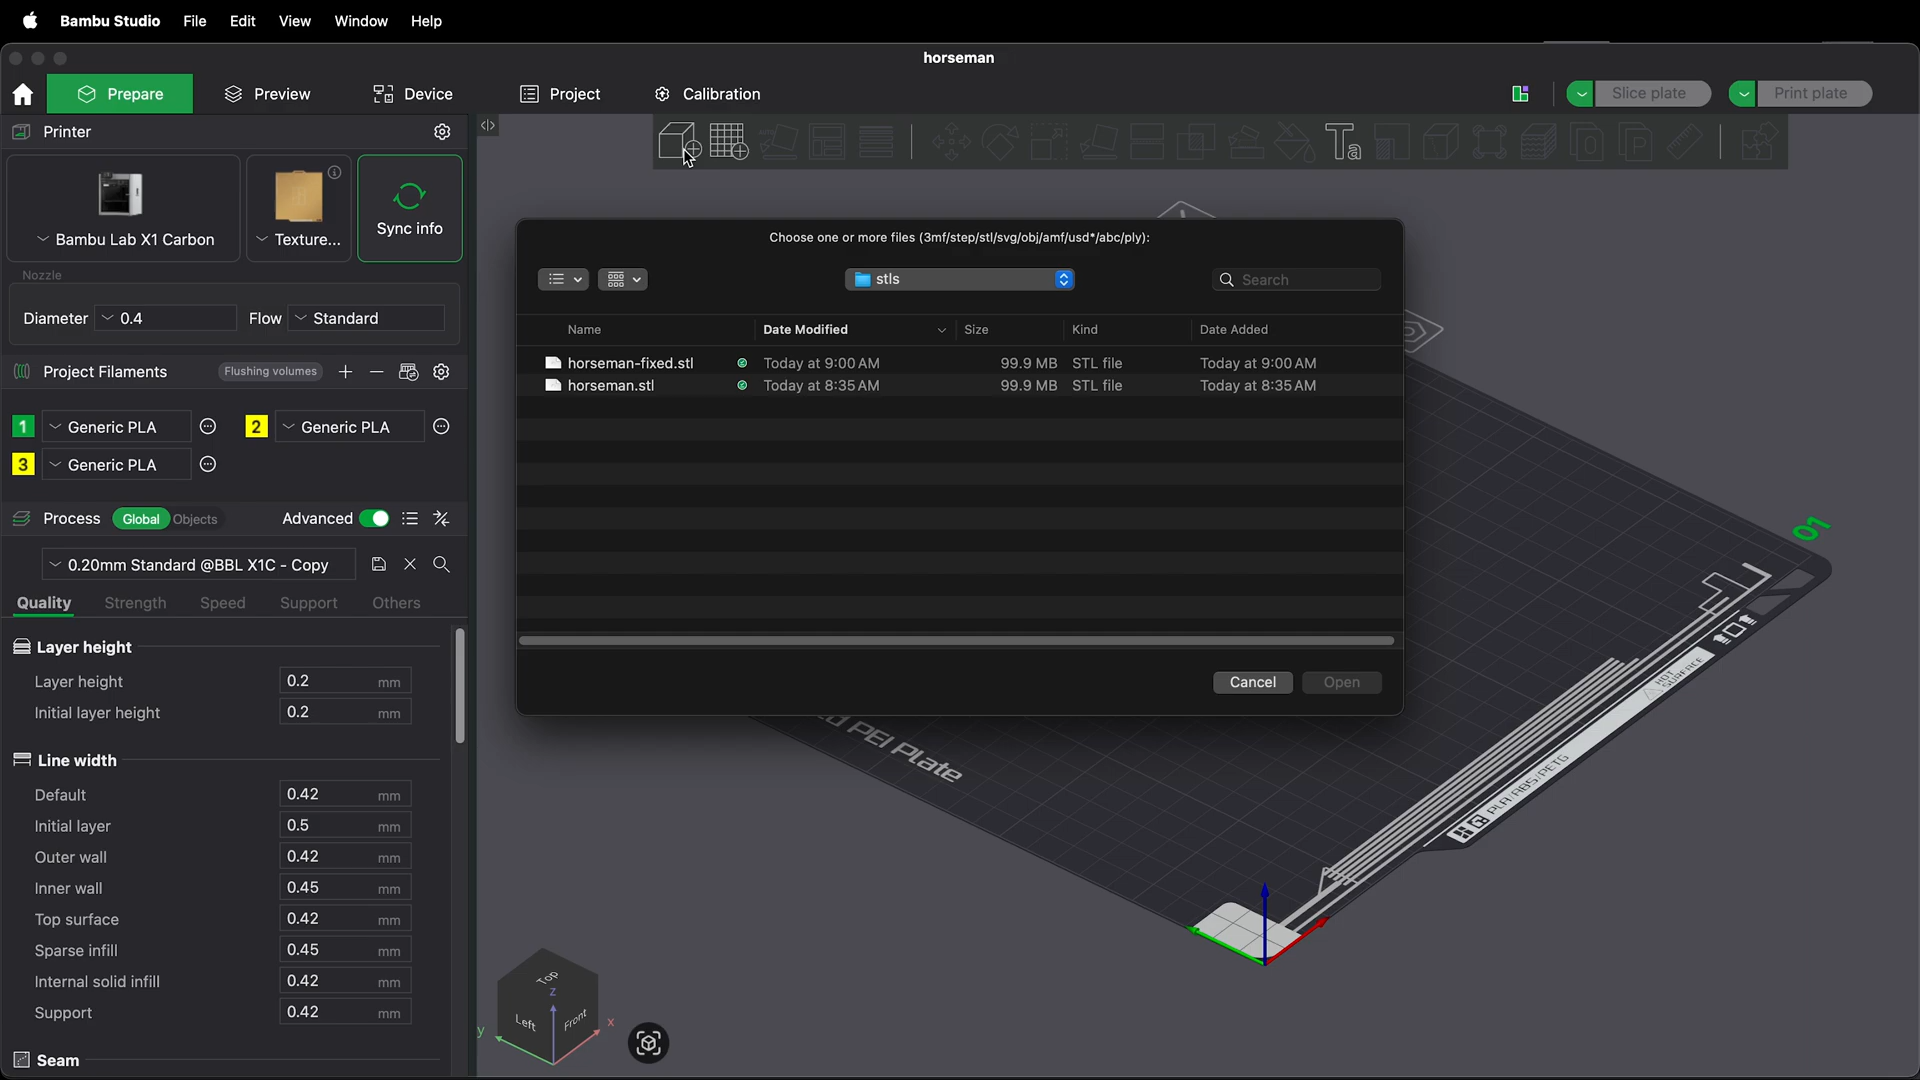 Bambu Studio File Edit View Window Help
horseman
Prepare Preview Device Project Calibration Slice plate Print plate
Printer
Bambu Lab X1 Carbon Texture... Sync info
Nozzle
Diameter 0.4 Flow Standard
Project Filaments Flushing volumes
1 Generic PLA 2 Generic PLA
3 Generic PLA
Process Global Objects Advanced
0.20mm Standard @BBL X1C - Copy
Quality Strength Speed Support Others
Layer height
Layer height 0.2 mm
Initial layer height 0.2 mm
Line width
Default 0.42 mm
Initial layer 0.5 mm
Outer wall 0.42 mm
Inner wall 0.45 mm
Top surface 0.42 mm
Sparse infill 0.45 mm
Internal solid infill 0.42 mm
Support 0.42 mm
Seam
Ta
Choose one or more files (3mf/step/stl/svg/obj/amf/usd*/abc/ply):
stls Search
Name Date Modified Size Kind Date Added
horseman-fixed.stl Today at 9:00 AM 99.9 MB STL file Today at 9:00 AM
horseman.stl Today at 8:35 AM 99.9 MB STL file Today at 8:35 AM
Cancel Open
01
PEI Plate
HOT SURFACE
PLA/ABS/PETG
Top
z
Left Front
y x